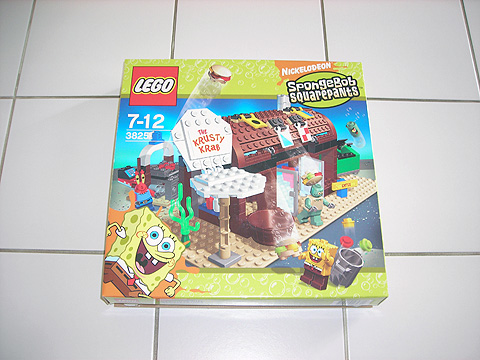 LEGO
7-12
3825
THE
KRUSTY
KRAB
NICKELODEON
SpongeBob
SQUAREPANTS